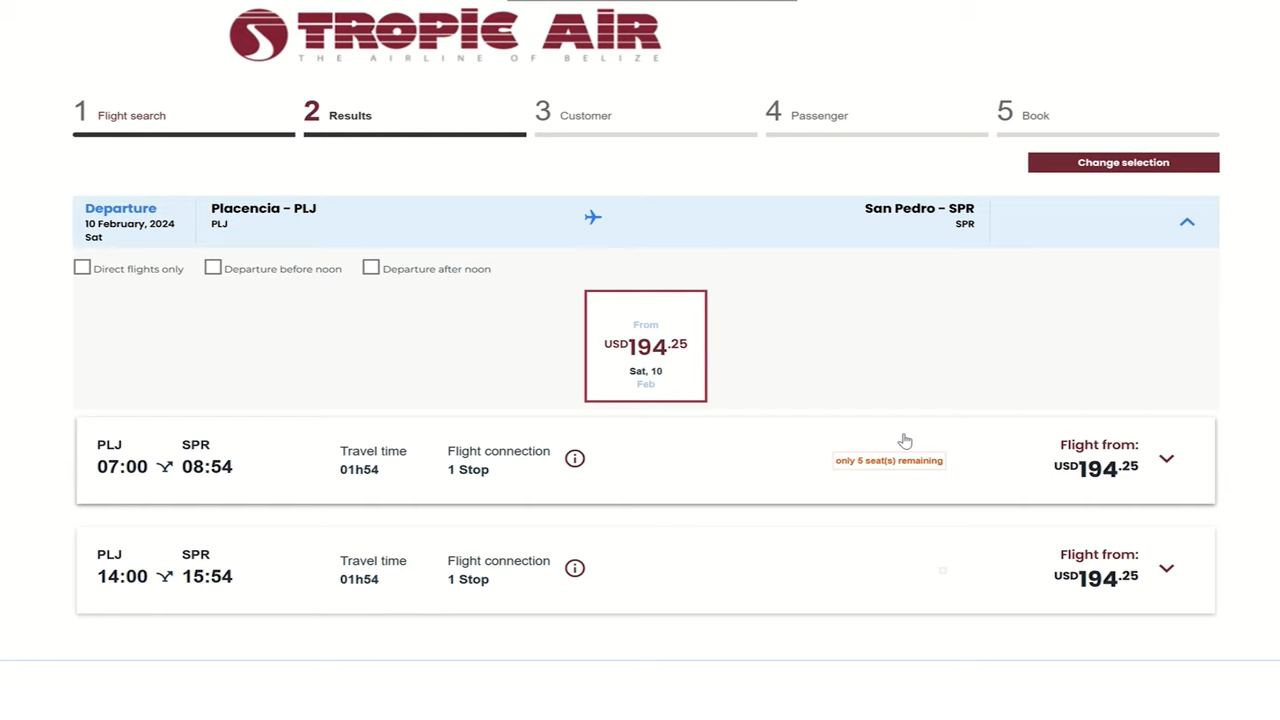 TROPIC AIR
THE AIRLINE OF BELIZE
1 Flight search
2 Results
3 Customer
4 Passenger
5 Book
Change selection
Departure
10 February, 2024
Sat
Placencia - PLJ
PLJ
San Pedro - SPR
SPR
Direct flights only
Departure before noon
Departure after noon
From
USD194.25
Sat, 10
Feb
PLJ SPR
07:00 08:54
Travel time
01h54
Flight connection
1 Stop
only 5 seat(s) remaining
Flight from:
USD194.25
PLJ SPR
14:00 15:54
Travel time
01h54
Flight connection
1 Stop
Flight from:
USD194.25